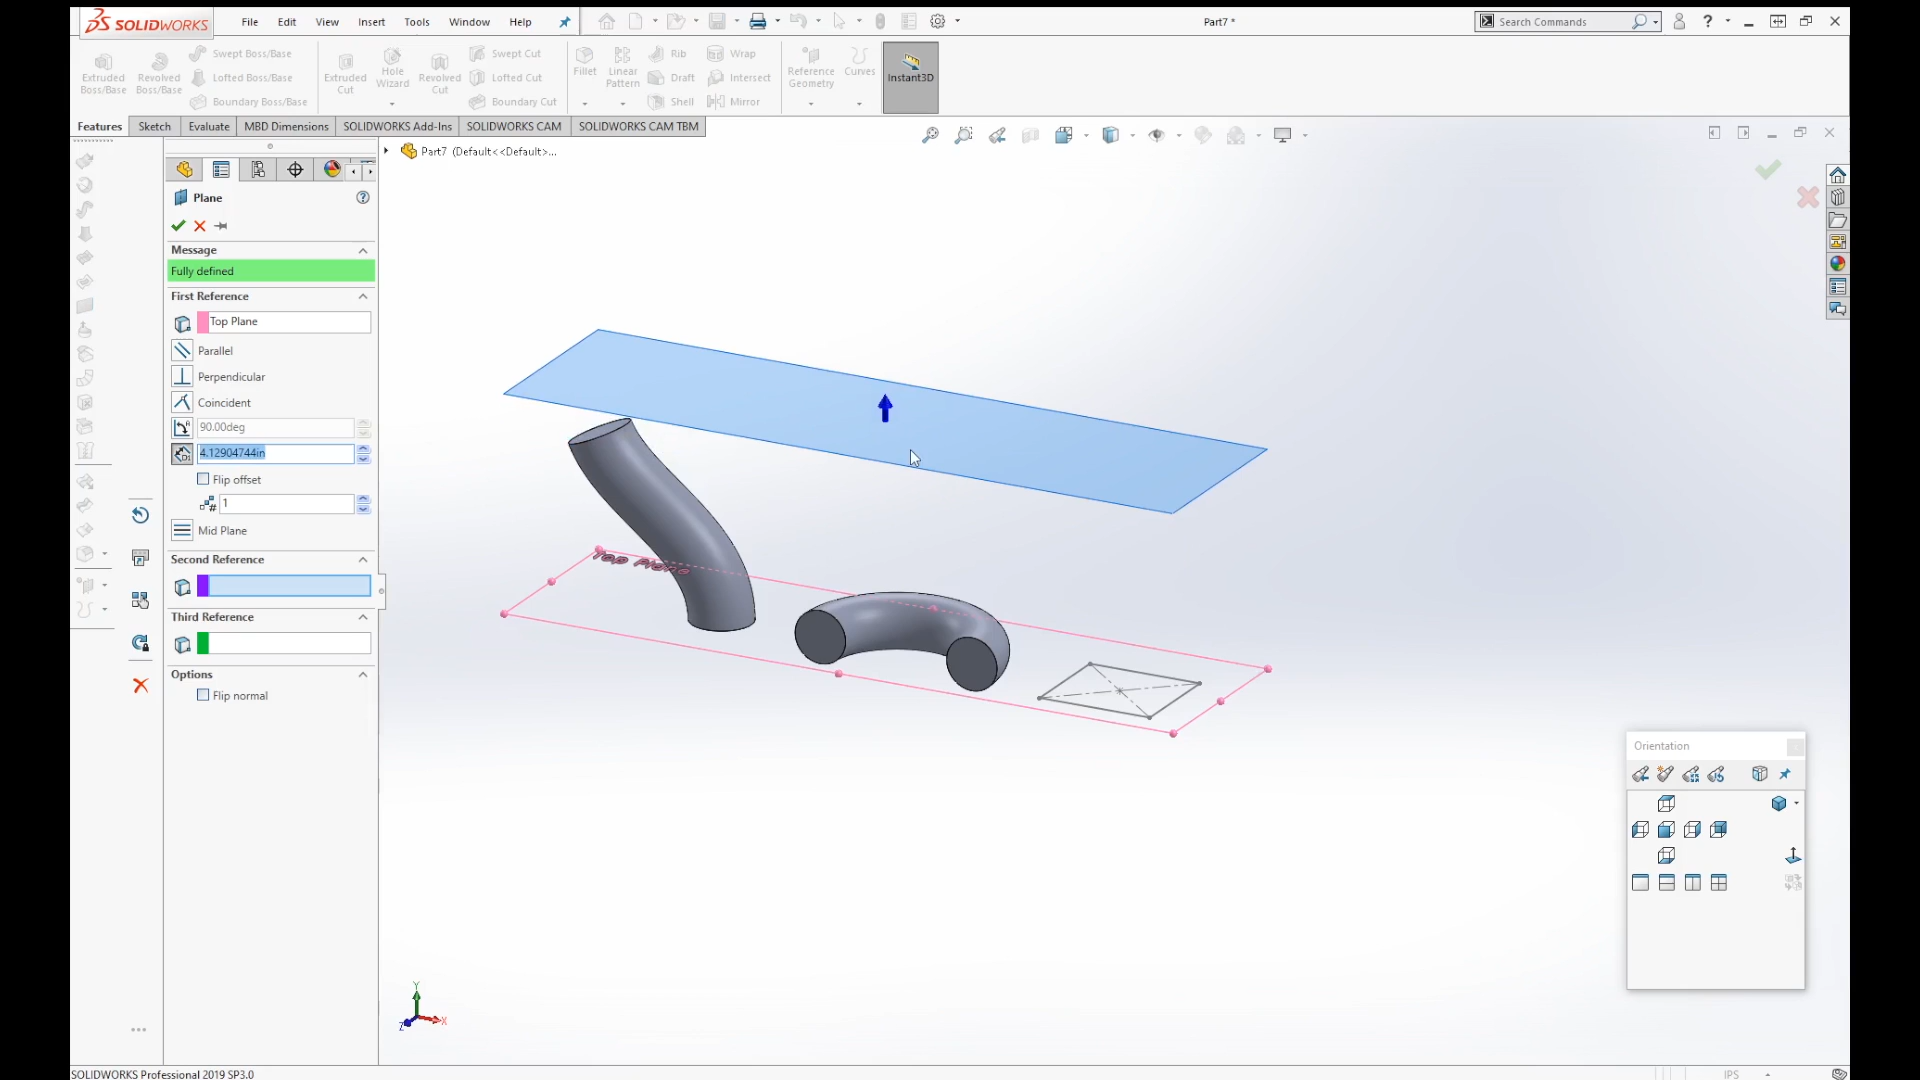 SOLIDWORKS
File Edit View Insert Tools Window Help
Part7 *
Search Commands
Extruded Boss/Base
Revolved Boss/Base
Swept Boss/Base
Lofted Boss/Base
Boundary Boss/Base
Extruded Cut
Hole Wizard
Revolved Cut
Swept Cut
Lofted Cut
Boundary Cut
Fillet
Linear Pattern
Rib
Draft
Shell
Wrap
Intersect
Mirror
Reference Geometry
Curves
Instant3D
Features Sketch Evaluate MBD Dimensions SOLIDWORKS Add-Ins SOLIDWORKS CAM SOLIDWORKS CAM TBM
Part7 (Default<<Default>...
Plane
Message
Fully defined
First Reference
Top Plane
Parallel
Perpendicular
Coincident
90.00deg
4.12904744in
Flip offset
1
Mid Plane
Second Reference
Third Reference
Options
Flip normal
Top Plane
Orientation
Y
X
Z
SOLIDWORKS Professional 2019 SP3.0
IPS